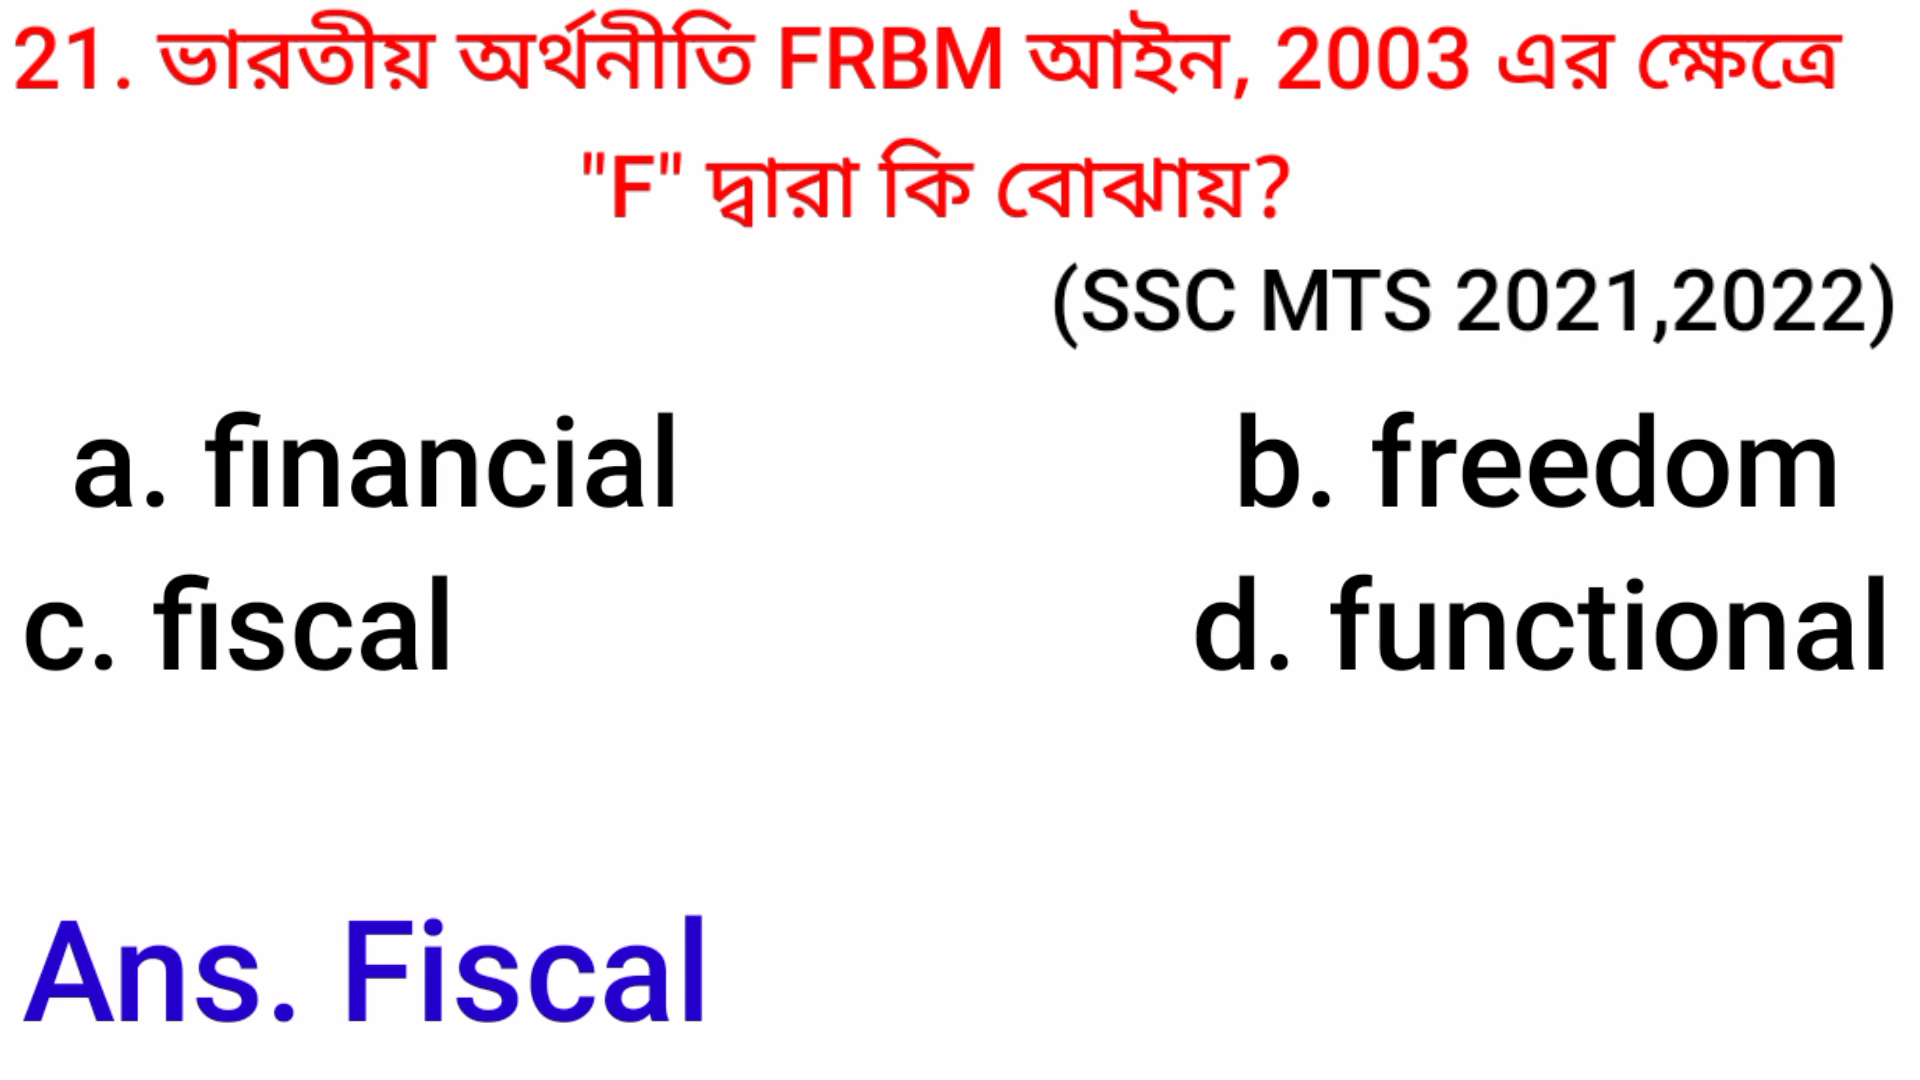 21. ভারতীয় অর্থনীতি FRBM আইন, 2003 এর ক্ষেত্রে
"F" দ্বারা কি বোঝায়?
(SSC MTS 2021,2022)
a. financial b. freedom
c. fiscal d. functional
Ans. Fiscal